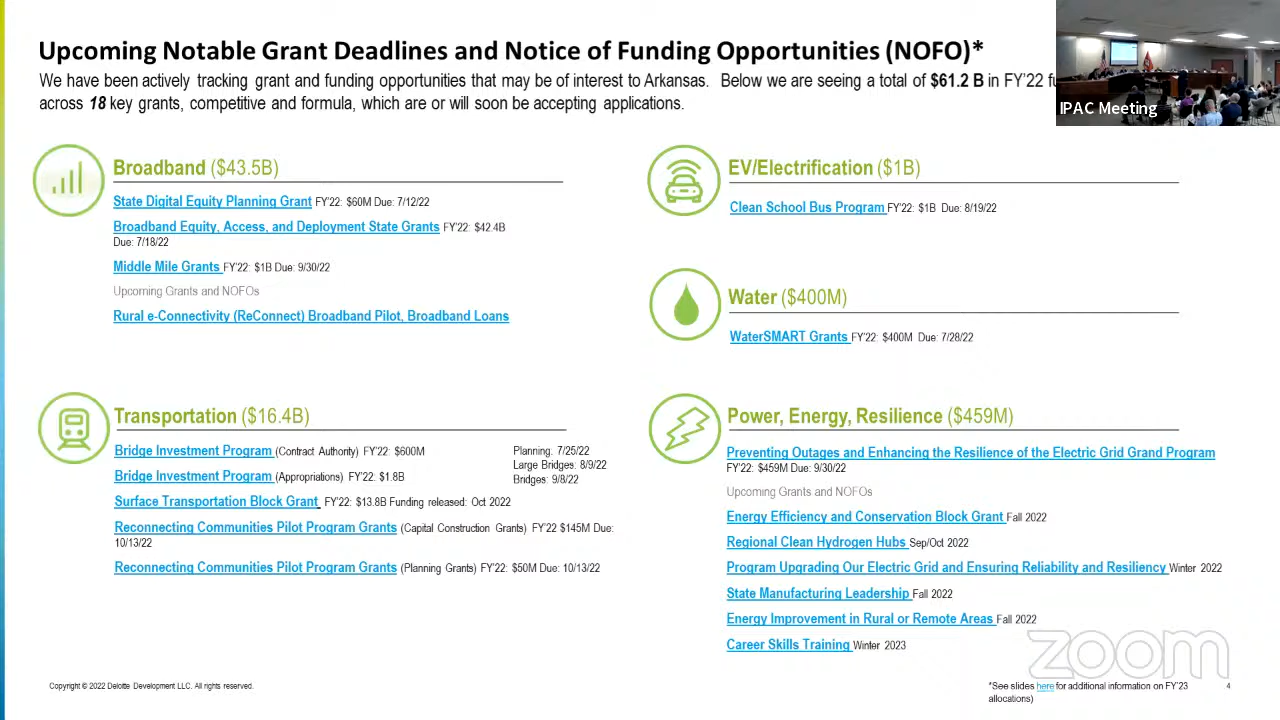 Upcoming Notable Grant Deadlines and Notice of Funding Opportunities (NOFO)*
We have been actively tracking grant and funding opportunities that may be of interest to Arkansas. Below we are seeing a total of $61.2 B in FY'22
across 18 key grants, competitive and formula, which are or will soon be accepting applications.
IPAC Meeting
Broadband ($43.5B)
State Digital Equity Planning Grant FY'22: $60M Due: 7/12/22
Broadband Equity, Access, and Deployment State Grants FY'22: $42.4B
Due: 7/18/22
Middle Mile Grants FY'22: $1B Due: 9/30/22
Upcoming Grants and NOFOs
Rural e-Connectivity (ReConnect) Broadband Pilot, Broadband Loans
EV/Electrification ($1B)
Clean School Bus Program FY'22: $1B Due: 8/19/22
Water ($400M)
WaterSMART Grants FY'22: $400M Due: 7/28/22
Transportation ($16.4B)
Bridge Investment Program (Contract Authority) FY'22: $600M
Bridge Investment Program (Appropriations) FY'22: $1.8B
Planning: 7/25/22
Large Bridges: 8/9/22
Bridges: 9/8/22
Surface Transportation Block Grant FY'22: $13.8B Funding released: Oct 2022
Reconnecting Communities Pilot Program Grants (Capital Construction Grants) FY'22 $145M Due:
10/13/22
Reconnecting Communities Pilot Program Grants (Planning Grants) FY'22: $50M Due: 10/13/22
Power, Energy, Resilience ($459M)
Preventing Outages and Enhancing the Resilience of the Electric Grid Grand Program
FY'22: $459M Due: 9/30/22
Upcoming Grants and NOFOs
Energy Efficiency and Conservation Block Grant Fall 2022
Regional Clean Hydrogen Hubs Sep/Oct 2022
Program Upgrading Our Electric Grid and Ensuring Reliability and Resiliency Winter 2022
State Manufacturing Leadership Fall 2022
Energy Improvement in Rural or Remote Areas Fall 2022
Career Skills Training Winter 2023
zoom
Copyright © 2022 Deloitte Development LLC. All rights reserved.
*See slides here for additional information on FY'23
allocations)
4